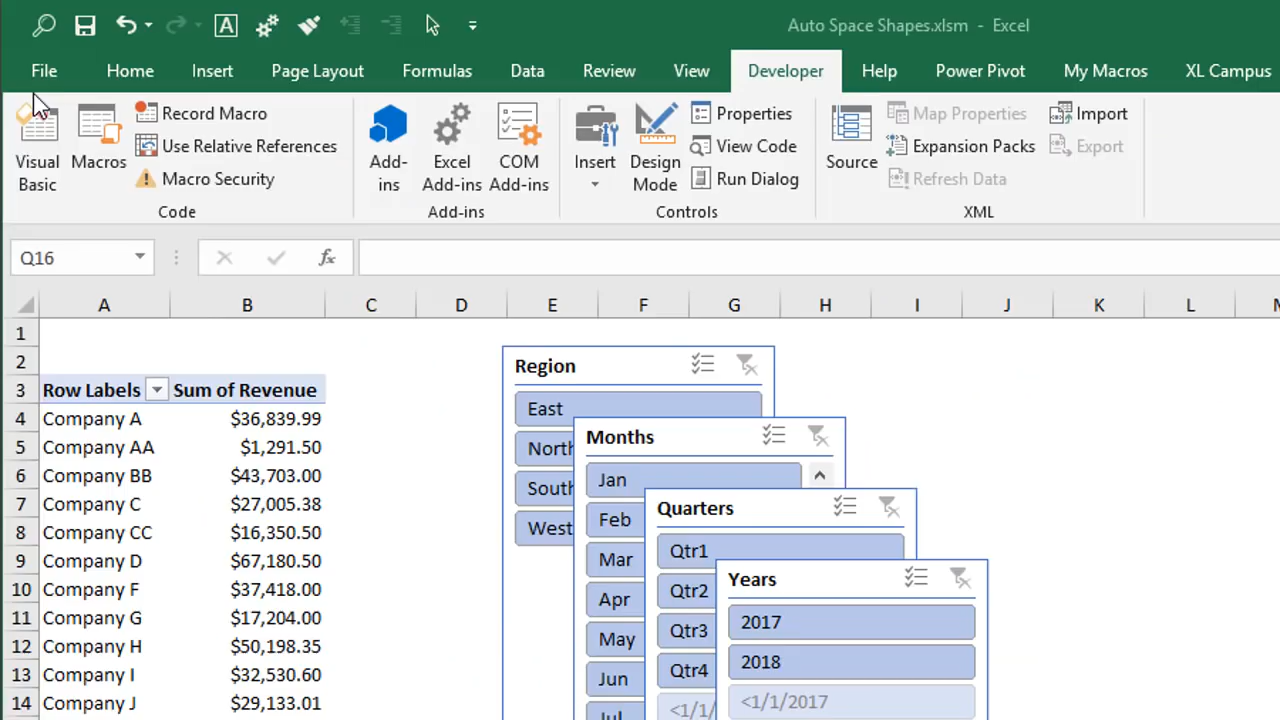 Auto Space Shapes.xlsm - Excel
File Home Insert Page Layout Formulas Data Review View Developer Help Power Pivot My Macros XL Campus
Visual Basic
Macros
Record Macro
Use Relative References
Macro Security
Code
Add-ins
Excel Add-ins
COM Add-ins
Add-ins
Insert
Design Mode
Properties
View Code
Run Dialog
Controls
Source
Map Properties
Expansion Packs
Refresh Data
Import
Export
XML
Q16
fx
A B C D E F G H I J K L
1
2
3 Row Labels Sum of Revenue
4 Company A $36,839.99
5 Company AA $1,291.50
6 Company BB $43,703.00
7 Company C $27,005.38
8 Company CC $16,350.50
9 Company D $67,180.50
10 Company F $37,418.00
11 Company G $17,204.00
12 Company H $50,198.35
13 Company I $32,530.60
14 Company J $29,133.01
Region
East
North
South
West
Months
Jan
Feb
Mar
Apr
May
Jun
Jul
Quarters
Qtr1
Qtr2
Qtr3
Qtr4
<1/1/
Years
2017
2018
<1/1/2017